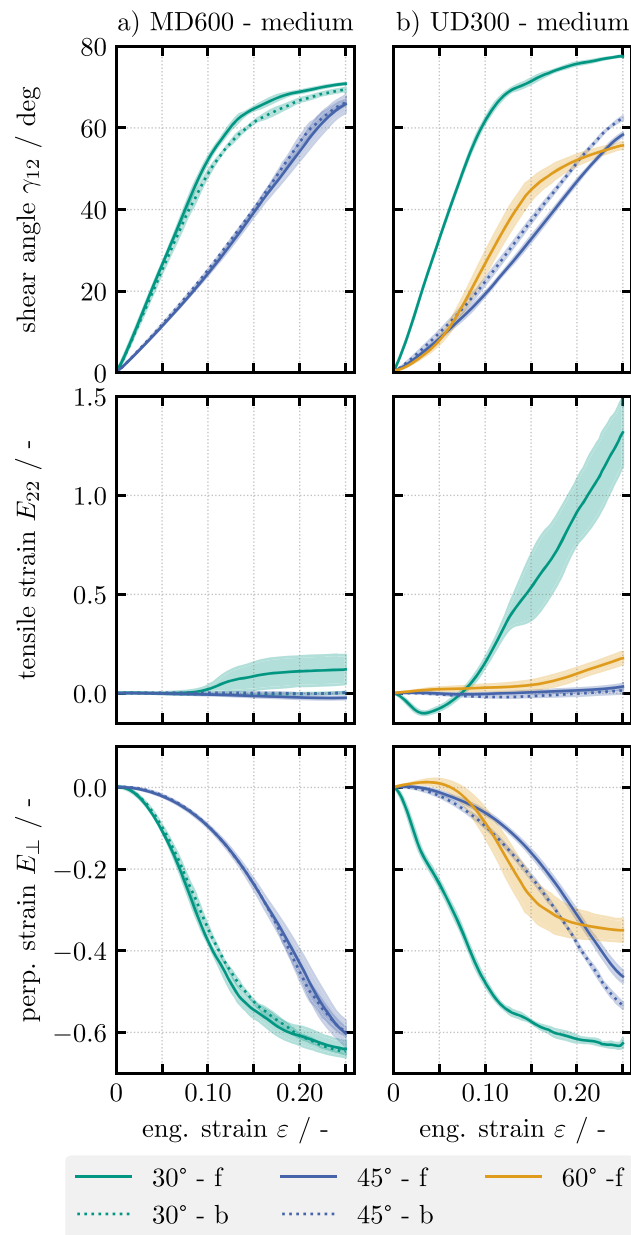 a) MD600 - medium
b) UD300 - medium
shear angle γ12 / deg
80
60
40
20
0
tensile strain E22 / -
1.5
1.0
0.5
0.0
perp. strain E⊥ / -
0.0
−0.2
−0.4
−0.6
0 0.10 0.20
0 0.10 0.20
eng. strain ε / -
eng. strain ε / -
30° - f
45° - f
60° -f
30° - b
45° - b